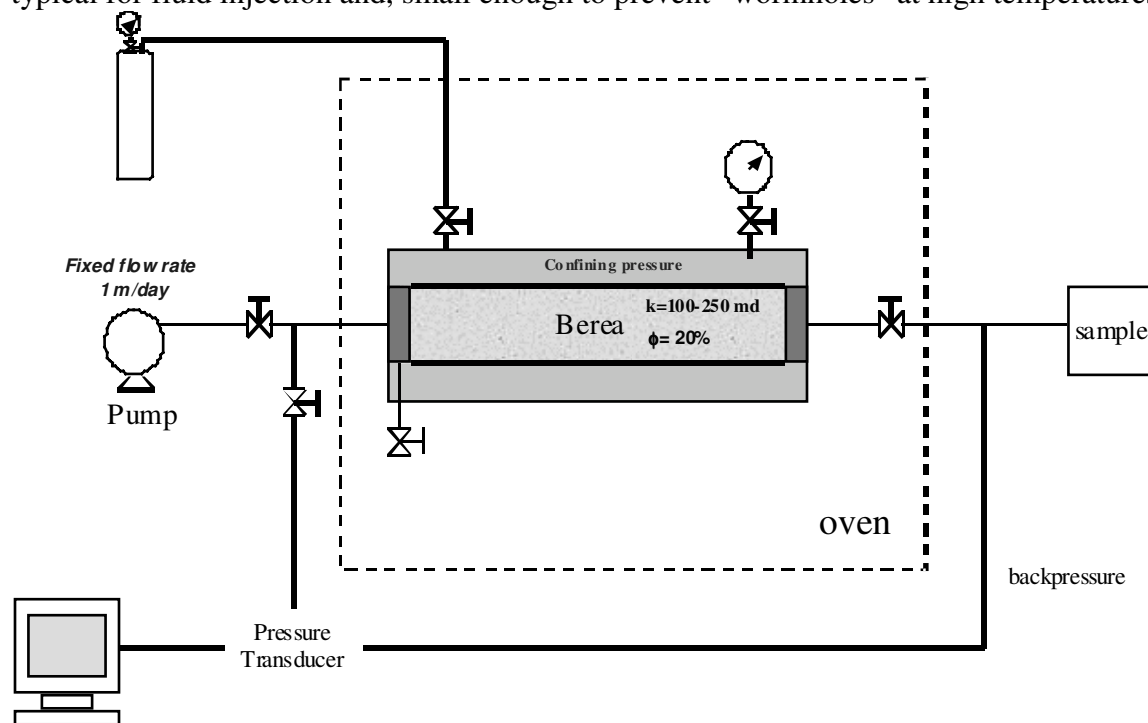 typical for fluid injection and, small enough to prevent "wormholes" at high temperatures
Confining pressure
Fixed flow rate
1 m/day
k=100-250 md
Berea
ϕ= 20%
sample
Pump
oven
backpressure
Pressure
Transducer